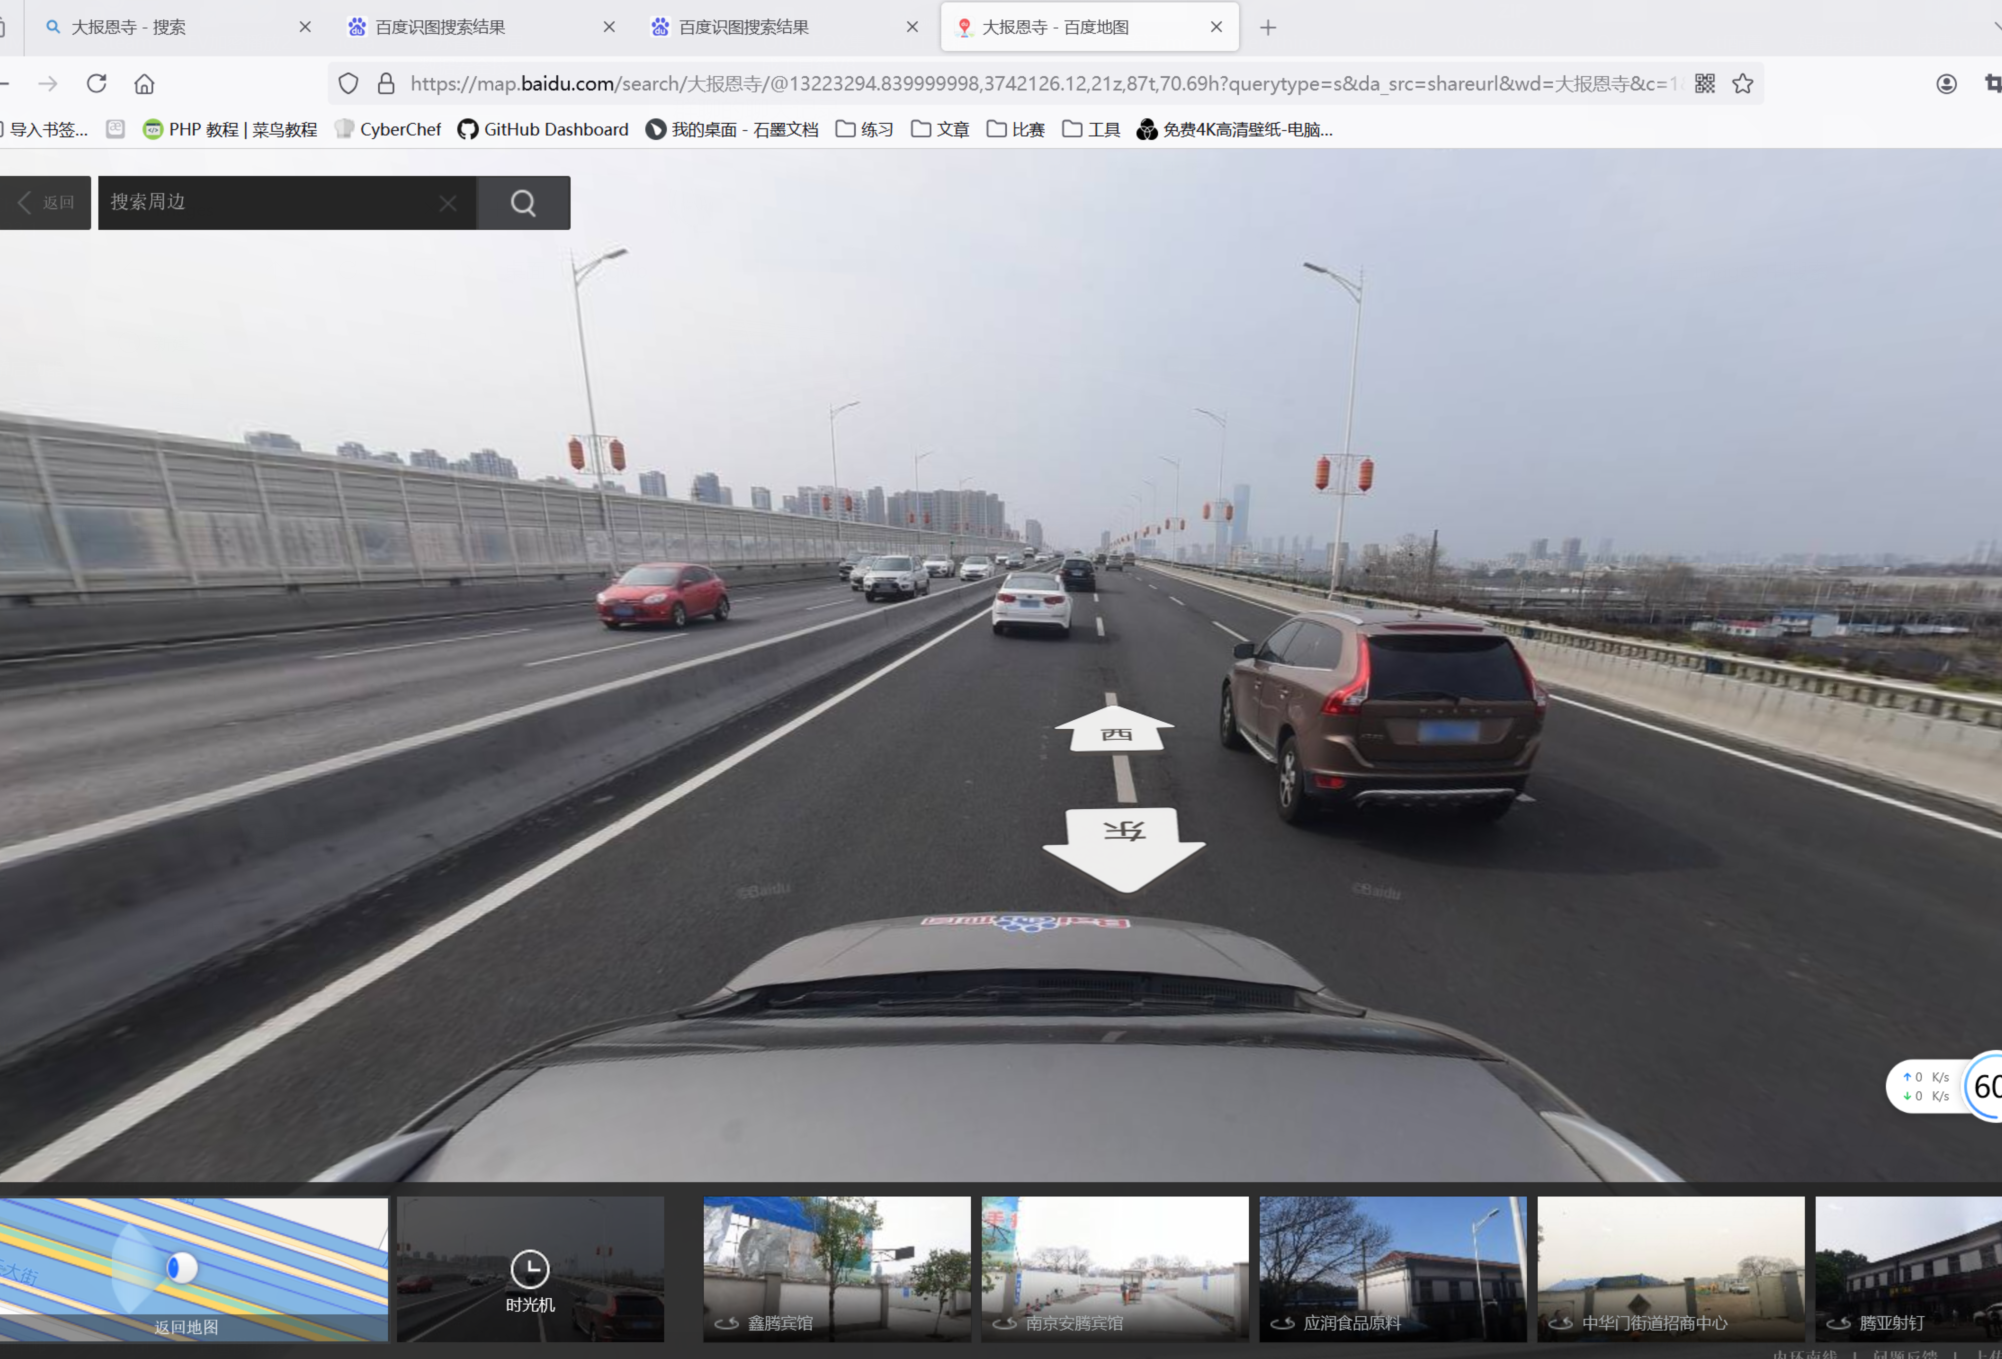 大报恩寺 - 搜索
百度识图搜索结果
百度识图搜索结果
大报恩寺 - 百度地图
https://map.baidu.com/search/大报恩寺/@13223294.839999998,3742126.12,21z,87t,70.69h?querytype=s&da_src=shareurl&wd=大报恩寺&c=1
导入书签...
PHP 教程 | 菜鸟教程
CyberChef
GitHub Dashboard
我的桌面 - 石墨文档
练习
文章
比赛
工具
免费4K高清壁纸-电脑...
返回
搜索周边
西
东
©Baidu
©Baidu
↑ 0 K/s
↓ 0 K/s
60
大街
返回地图
时光机
鑫腾宾馆
南京安腾宾馆
应润食品原料
中华门街道招商中心
腾亚射钉